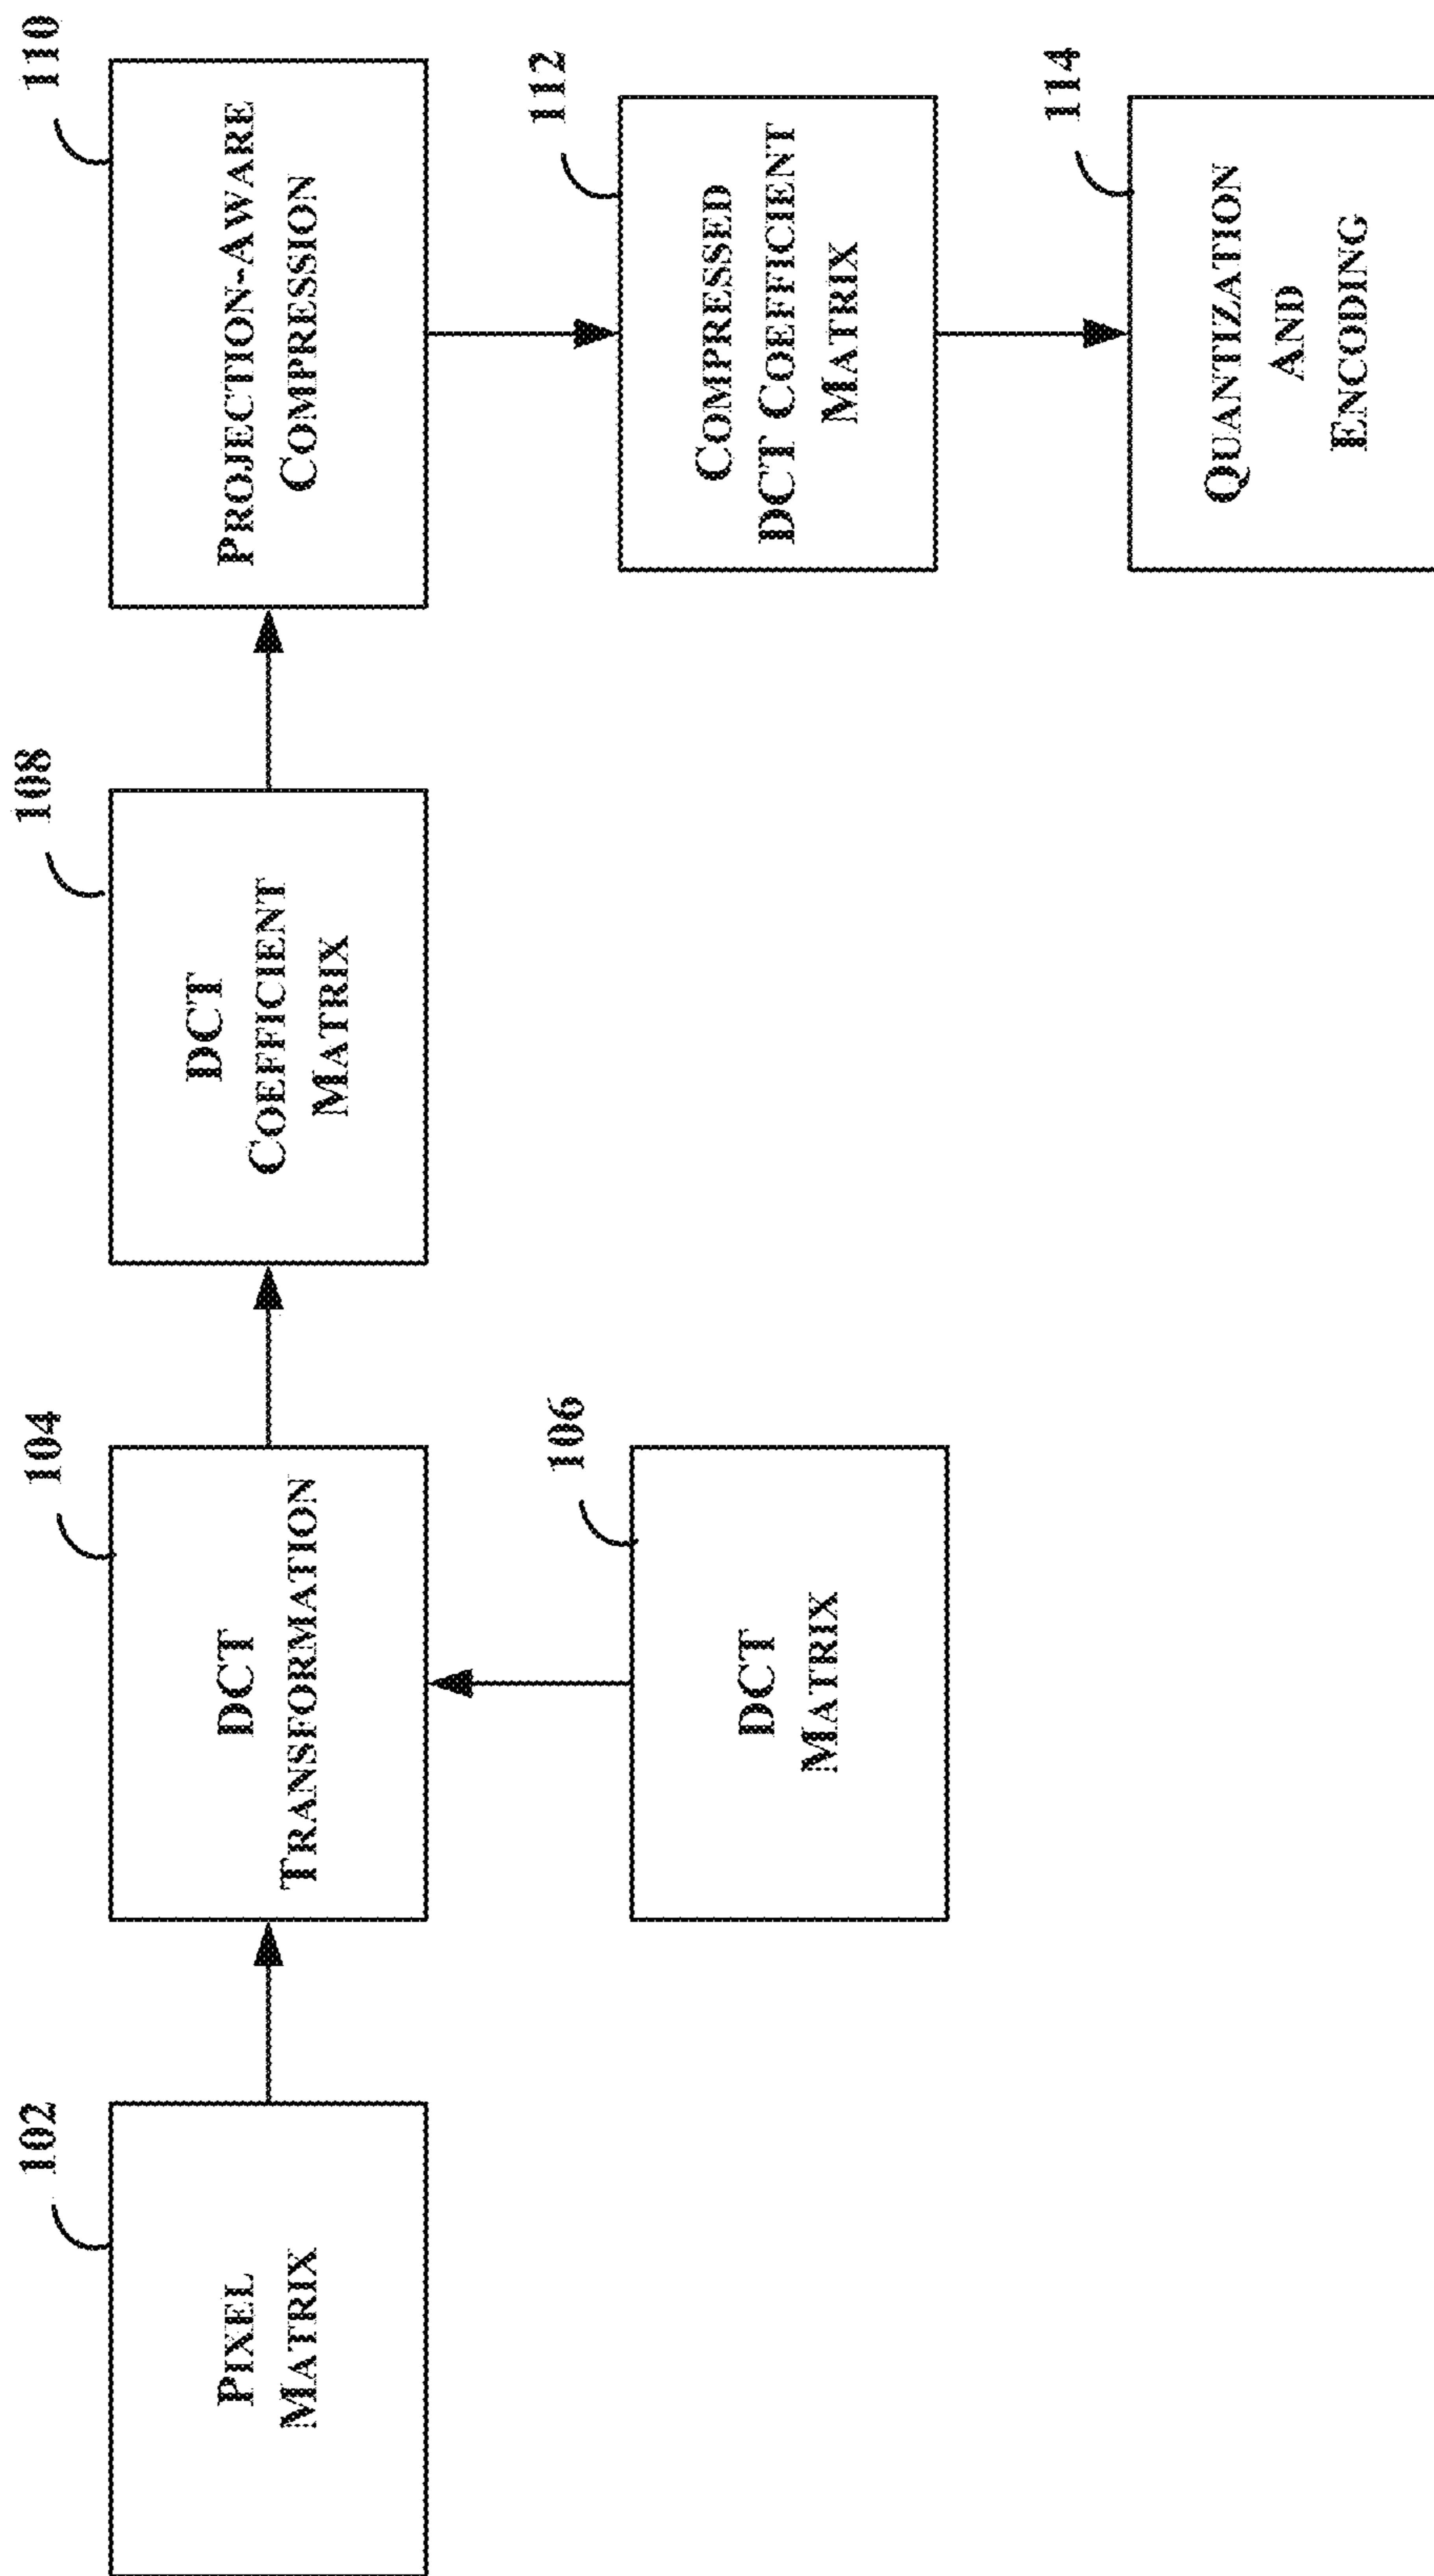 102
PIXEL
MATRIX
104
DCT
TRANSFORMATION
106
DCT
MATRIX
108
DCT
COEFFICIENT
MATRIX
110
PROJECTION-AWARE
COMPRESSION
112
COMPRESSED
DCT COEFFICIENT
MATRIX
114
QUANTIZATION
AND
ENCODING